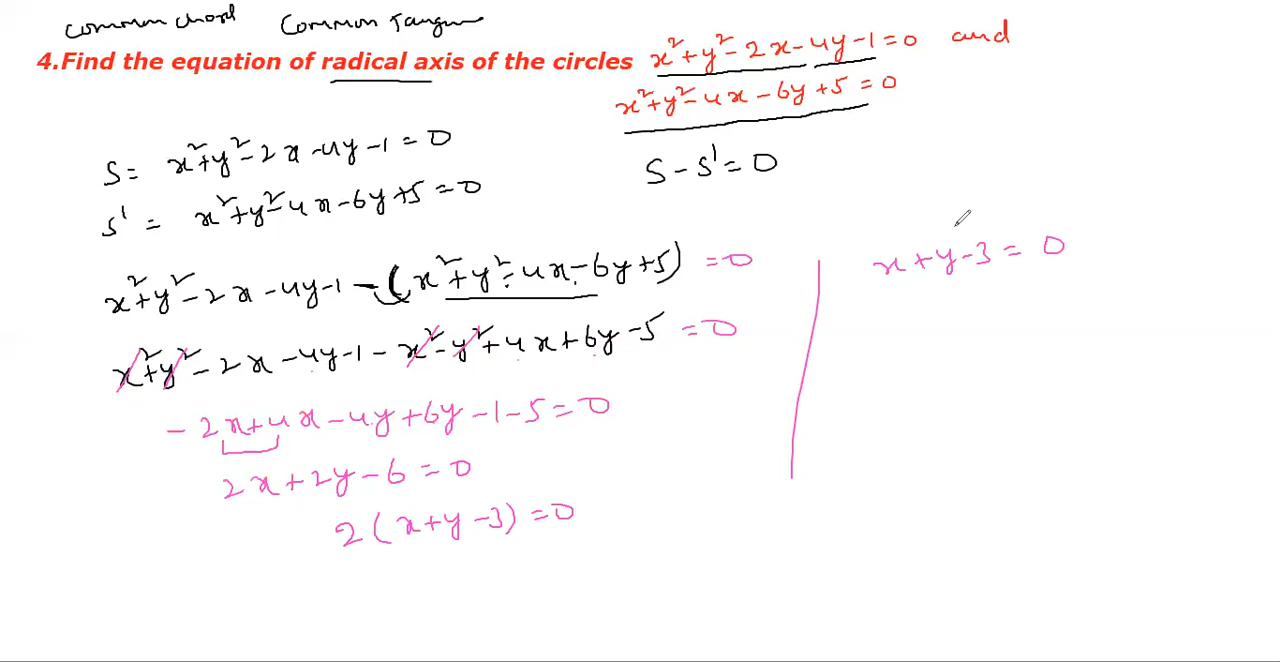 common chord Common Tangen
4.Find the equation of radical axis of the circles x²+y²-2x-4y-1=0 and
x²+y²-4x-6y+5=0
S= x²+y²-2x-4y-1=0
S-S'=0
S' = x²+y²-4x-6y+5=0
x²+y²-2x-4y-1-(x²+y²-4x-6y+5)=0
x²+y²-2x-4y-1-x²-y²+4x+6y-5=0
-2x+4x-4y+6y-1-5=0
2x+2y-6=0
2(x+y-3)=0
x+y-3=0